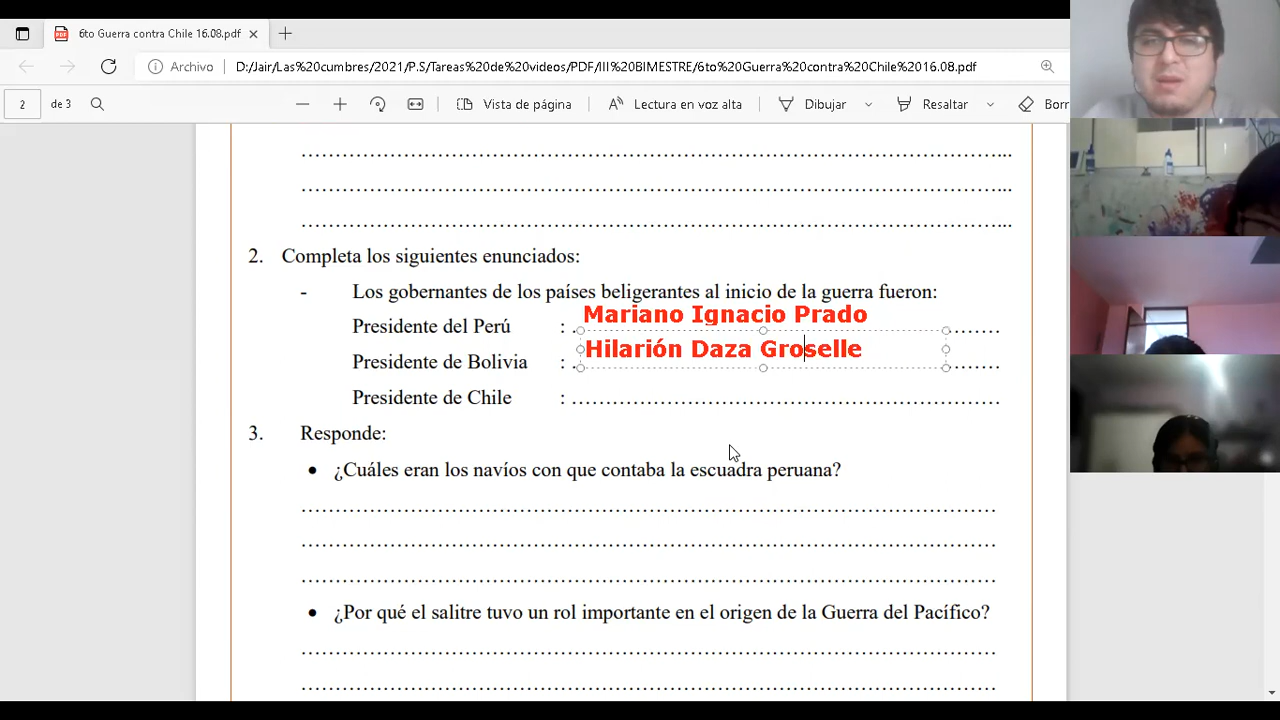 6to Guerra contra Chile 16.08.pdf
Archivo D:/Jair/Las%20cumbres/2021/P.S/Tareas%20de%20videos/PDF/III%20BIMESTRE/6to%20Guerra%20contra%20Chile%2016.08.pdf
2 de 3 Vista de página Lectura en voz alta Dibujar Resaltar Borr
……………………………………………………………………………...
……………………………………………………………………………...
……………………………………………………………………………...
2. Completa los siguientes enunciados:
- Los gobernantes de los países beligerantes al inicio de la guerra fueron:
Mariano Ignacio Prado
Presidente del Perú : ………
Hilarión Daza Groselle
Presidente de Bolivia : ………
Presidente de Chile : ………………………………………………………
3. Responde:
• ¿Cuáles eran los navíos con que contaba la escuadra peruana?
……………………………………………………………………………
……………………………………………………………………………
……………………………………………………………………………
• ¿Por qué el salitre tuvo un rol importante en el origen de la Guerra del Pacífico?
……………………………………………………………………………
……………………………………………………………………………